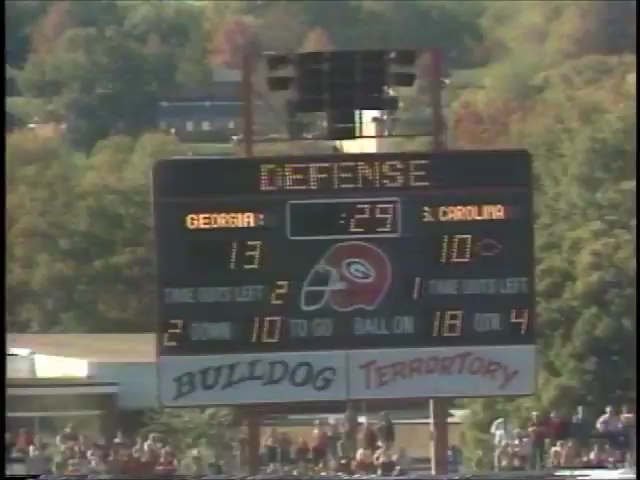 DEFENSE
GEORGIA: :29 S. CAROLINA
13 10
G
TIME OUTS LEFT 2 1 TIME OUTS LEFT
2 DOWN 10 TO GO BALL ON 18 QTR 4
BULLDOG TERRORTORY